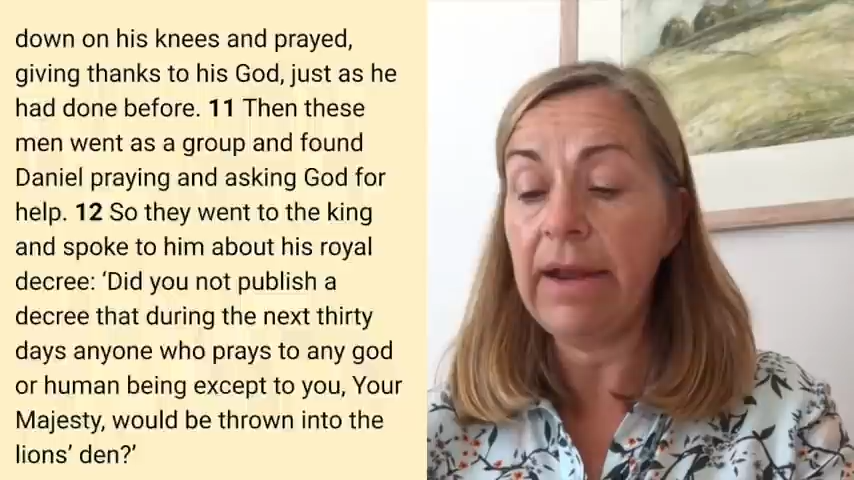 down on his knees and prayed,
giving thanks to his God, just as he
had done before. 11 Then these
men went as a group and found
Daniel praying and asking God for
help. 12 So they went to the king
and spoke to him about his royal
decree: ‘Did you not publish a
decree that during the next thirty
days anyone who prays to any god
or human being except to you, Your
Majesty, would be thrown into the
lions’ den?’